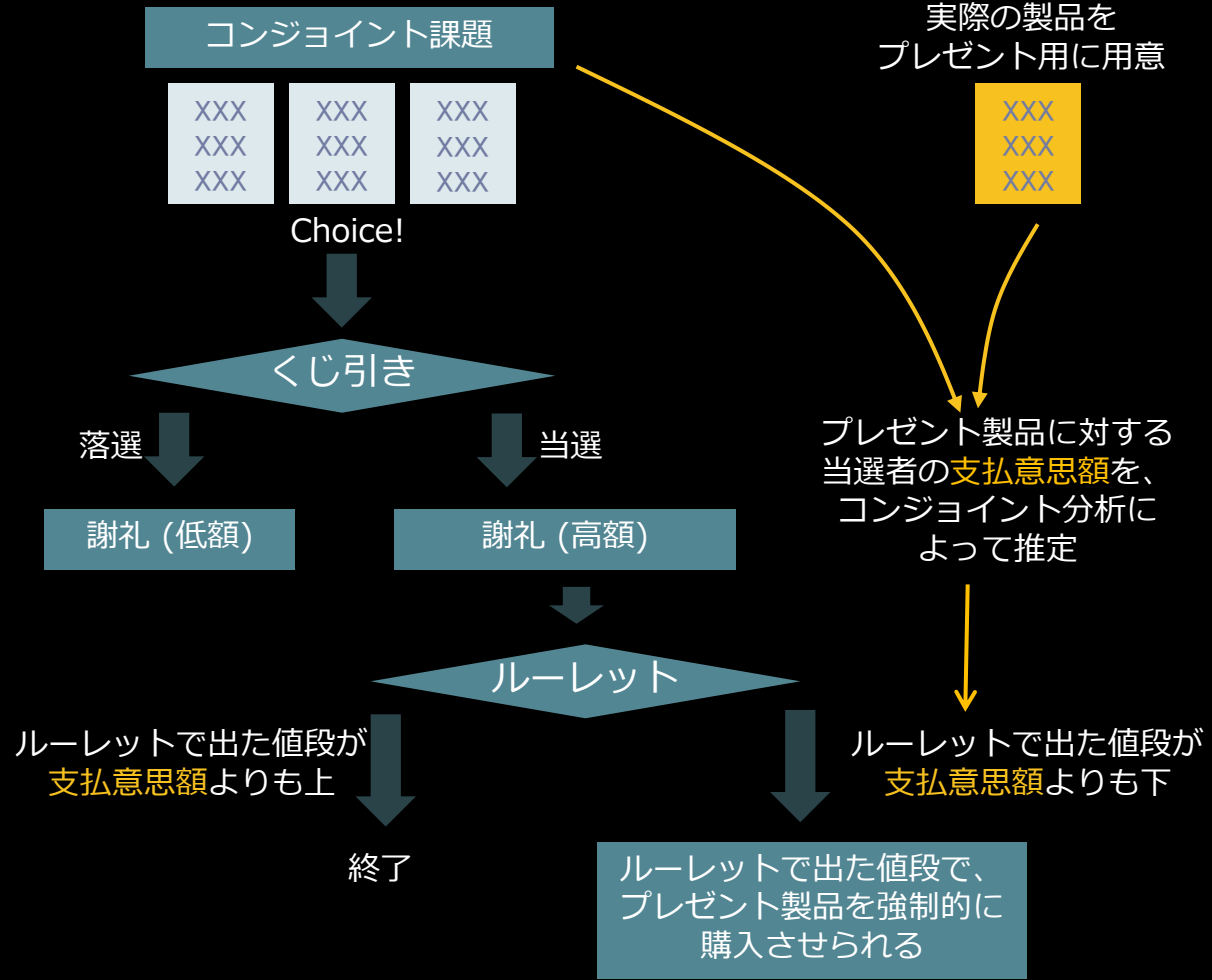 コンジョイント課題
実際の製品を
プレゼント用に用意
XXX
XXX
XXX
XXX
XXX
XXX
XXX
XXX
XXX
XXX
XXX
XXX
Choice!
くじ引き
落選
当選
謝礼 (低額)
謝礼 (高額)
プレゼント製品に対する
当選者の支払意思額を、
コンジョイント分析に
よって推定
ルーレット
ルーレットで出た値段が
支払意思額よりも上
ルーレットで出た値段が
支払意思額よりも下
終了
ルーレットで出た値段で、
プレゼント製品を強制的に
購入させられる